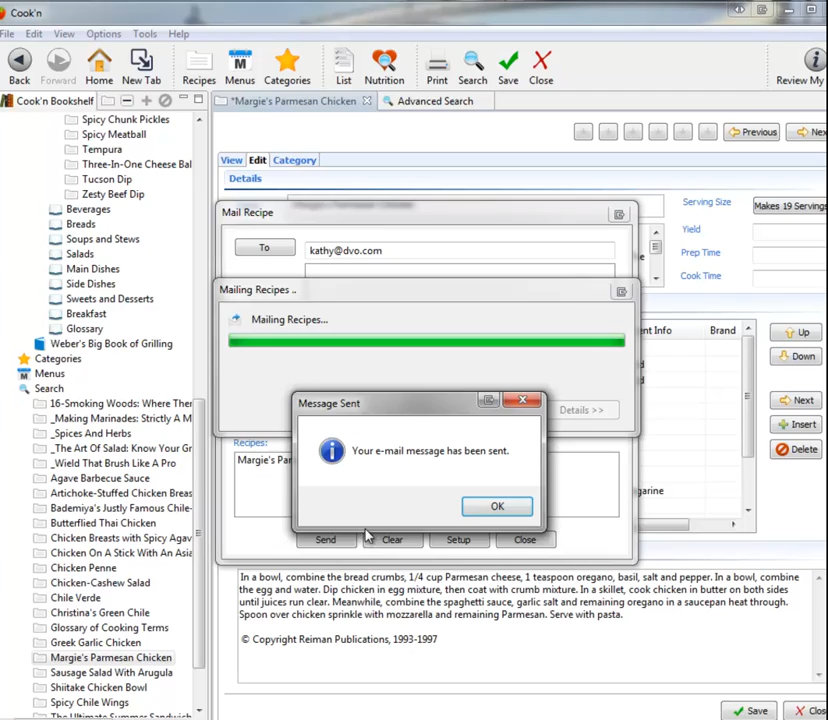 Cook'n
File Edit View Options Tools Help
Back Forward Home New Tab Recipes Menus Categories List Nutrition Print Search Save Close Review My
Cook'n Bookshelf
*Margie's Parmesan Chicken
Advanced Search
Spicy Chunk Pickles
Spicy Meatball
Tempura
Three-In-One Cheese Bal
Tucson Dip
Zesty Beef Dip
Beverages
Breads
Soups and Stews
Salads
Main Dishes
Side Dishes
Sweets and Desserts
Breakfast
Glossary
Weber's Big Book of Grilling
Categories
Menus
Search
16-Smoking Woods: Where Ther
_Making Marinades: Strictly A M
_Spices And Herbs
_The Art Of Salad: Know Your Gr
_Wield That Brush Like A Pro
Agave Barbecue Sauce
Artichoke-Stuffed Chicken Breas
Bademiya's Justly Famous Chile-
Butterflied Thai Chicken
Chicken Breasts with Spicy Chile
Chicken On A Stick With An Asia
Chicken Penne
Chicken-Cashew Salad
Chile Verde
Christina's Green Chile
Glossary of Cooking Terms
Greek Garlic Chicken
Margie's Parmesan Chicken
Sausage Salad With Arugula
Shiitake Chicken Bowl
Spicy Chile Wings
The Ultimate Summer Sandwich
Previous
Nex
View Edit Category
Details
Serving Size
Makes 19 Servings
Yield
Prep Time
Cook Time
Mail Recipe
To
kathy@dvo.com
Mailing Recipes ..
Mailing Recipes...
Details >>
Message Sent
Your e-mail message has been sent.
OK
Recipes:
Margie's Par
Send
Clear
Setup
Close
nt Info
Brand
garine
Up
Down
Next
Insert
Delete
In a bowl, combine the bread crumbs, 1/4 cup Parmesan cheese, 1 teaspoon oregano, basil, salt and pepper. In a bowl, combine
the egg and water. Dip chicken in egg mixture, then coat with crumb mixture. In a skillet, cook chicken in butter on both sides
until juices run clear. Meanwhile, combine the spaghetti sauce, garlic salt and remaining oregano in a saucepan heat through.
Spoon over chicken sprinkle with mozzarella and remaining Parmesan. Serve with pasta.
© Copyright Reiman Publications, 1993-1997
Save
Clos